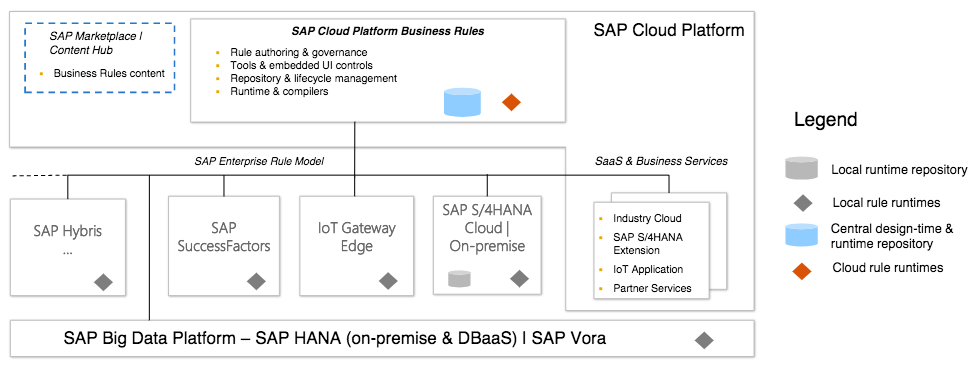 SAP Marketplace |
Content Hub
Business Rules content
SAP Cloud Platform Business Rules
Rule authoring & governance
Tools & embedded UI controls
Repository & lifecycle management
Runtime & compilers
SAP Cloud Platform
SAP Enterprise Rule Model
SaaS & Business Services
SAP Hybris
...
SAP
SuccessFactors
IoT Gateway
Edge
SAP S/4HANA
Cloud |
On-premise
Industry Cloud
SAP S/4HANA
Extension
IoT Application
Partner Services
SAP Big Data Platform – SAP HANA (on-premise & DBaaS) | SAP Vora
Legend
Local runtime repository
Local rule runtimes
Central design-time &
runtime repository
Cloud rule runtimes